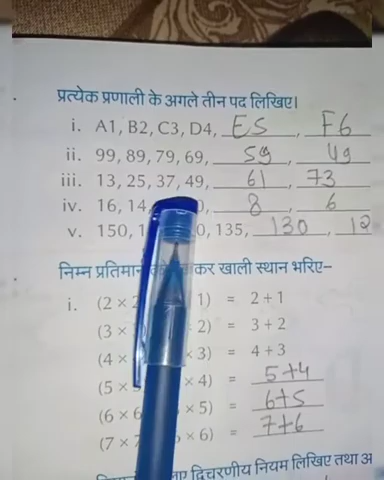 प्रत्येक प्रणाली के अगले तीन पद लिखिए।
i. A1, B2, C3, D4, E5, F6
ii. 99, 89, 79, 69, 59, 49
iii. 13, 25, 37, 49, 61, 73
iv. 16, 14, 8, 6
v. 150, 135, 130, 12
निम्न प्रतिमान कर खाली स्थान भरिए–
i. (2 × 2 1) = 2 + 1
(3 × 2) = 3 + 2
(4 × × 3) = 4 + 3
(5 × × 4) = 5+4
(6 × 6 × 5) = 6+5
(7 × 7 × 6) = 7+6
द्विचरणीय नियम लिखिए तथा अ